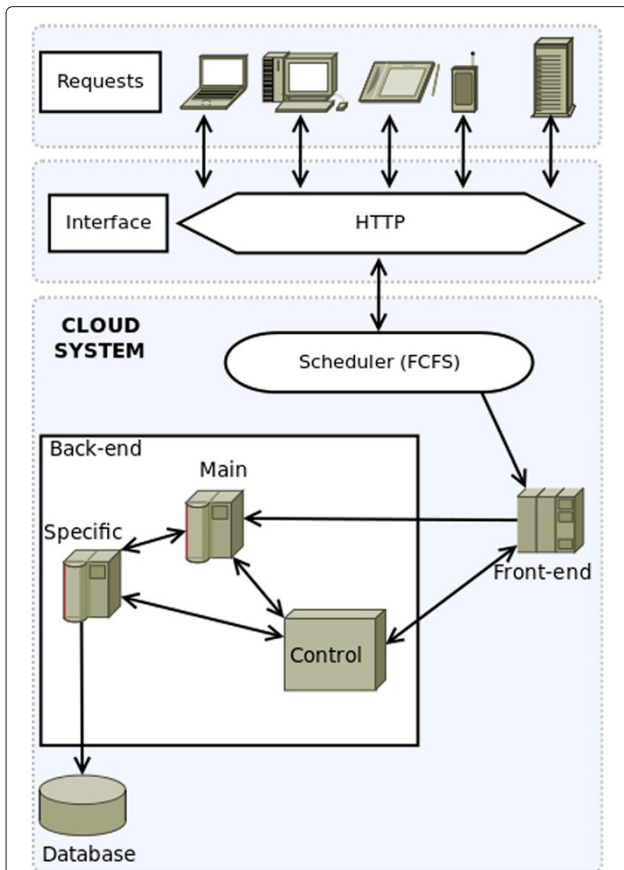 Requests
Interface
HTTP
CLOUD
SYSTEM
Scheduler (FCFS)
Back-end
Main
Specific
Front-end
Control
Database